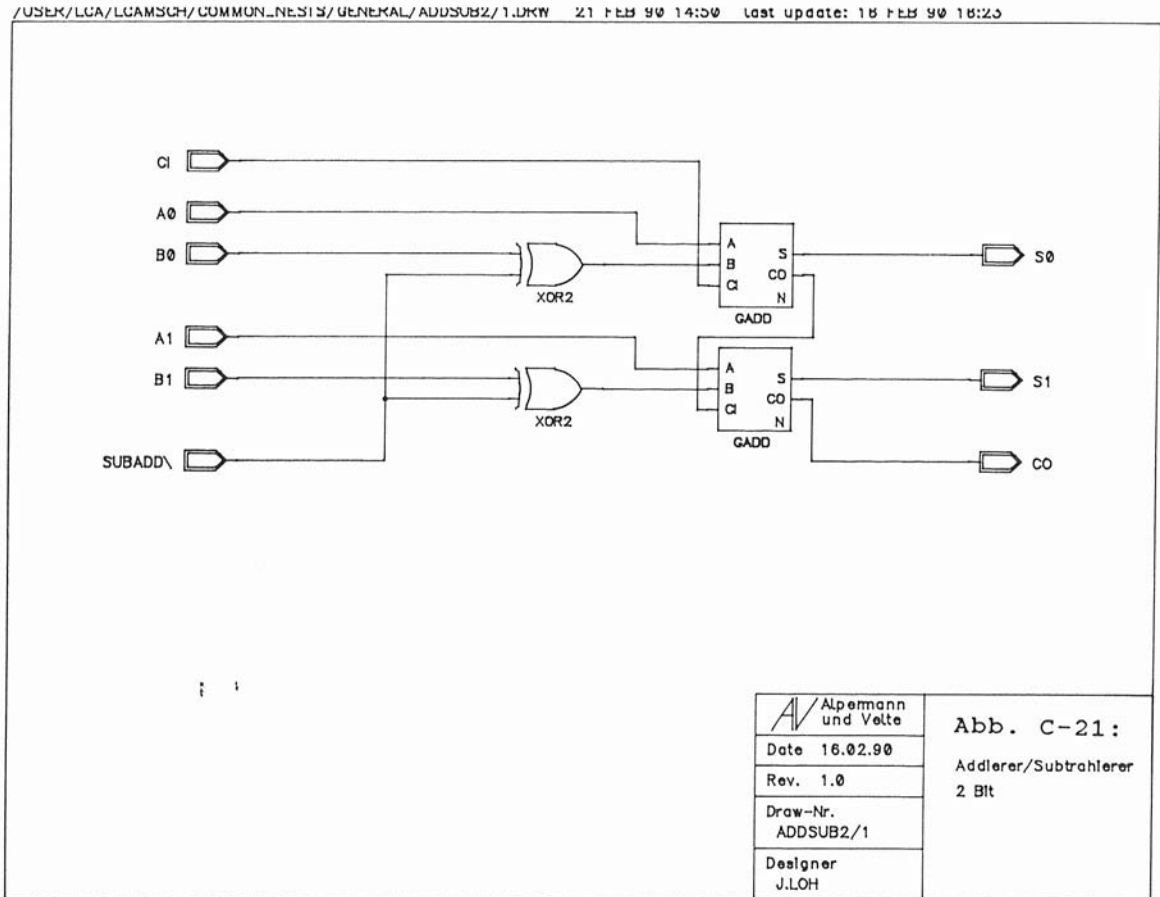 /USER/LCA/LCAMSCH/COMMON_NESTS/GENERAL/ADDSUB2/1.DRW 21 FEB 90 14:50 last update: 16 FEB 90 16:23
CI
A0
B0
XOR2
A
B
CI
S
CO
N
GADD
S0
A1
B1
XOR2
A
B
CI
S
CO
N
GADD
S1
SUBADD\
CO
AV Alpermann
und Velte
Date 16.02.90
Rev. 1.0
Draw-Nr.
ADDSUB2/1
Designer
J.LOH
Abb. C-21:
Addierer/Subtrahierer
2 Bit